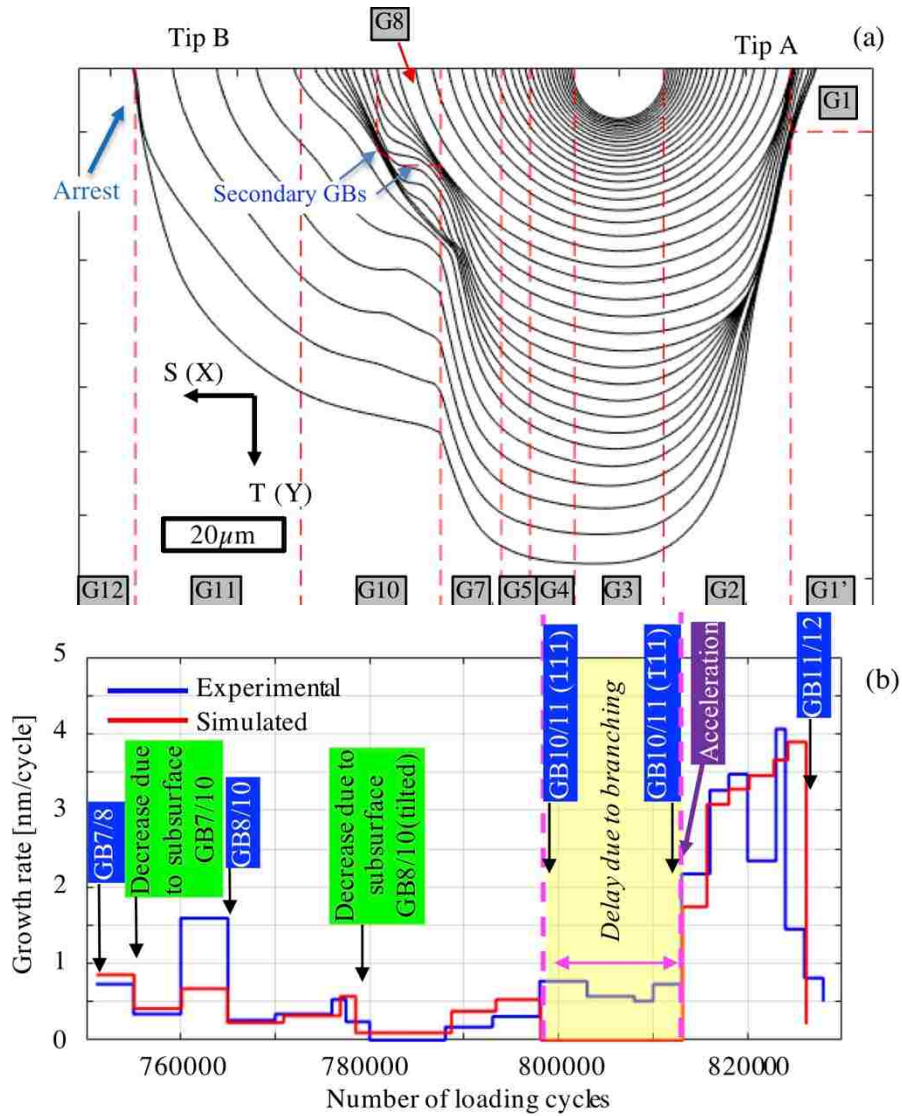 G8
Tip B
Tip A
(a)
G1
Arrest
Secondary GBs
S (X)
T (Y)
20μm
G12
G11
G10
G7
G5
G4
G3
G2
G1'
(b)
5
4
3
2
1
0
Growth rate [nm/cycle]
Experimental
Simulated
GB7/8
Decrease due
to subsurface
GB7/10
GB8/10
Decrease due to
subsurface
GB8/10(tilted)
GB10/11 (111)
Delay due to branching
GB10/11 (1̄11)
Acceleration
GB11/12
760000
780000
800000
820000
Number of loading cycles